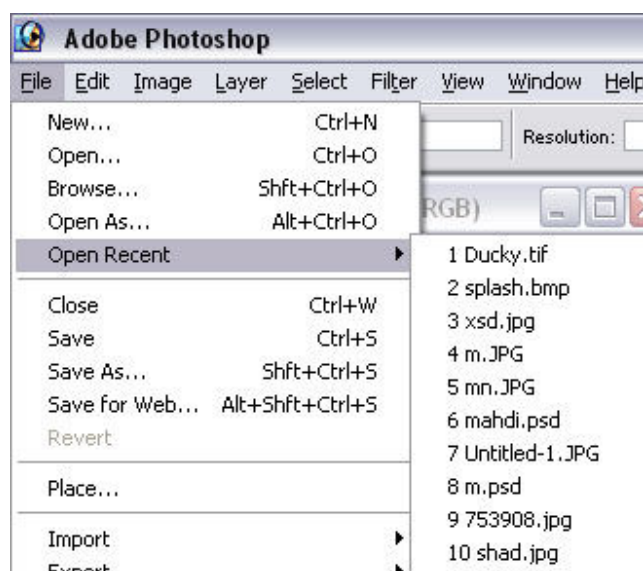 Adobe Photoshop
File Edit Image Layer Select Filter View Window Help
Resolution:
RGB)
New... Ctrl+N
Open... Ctrl+O
Browse... Shft+Ctrl+O
Open As... Alt+Ctrl+O
Open Recent
1 Ducky.tif
2 splash.bmp
3 xsd.jpg
4 m.JPG
5 mn.JPG
6 mahdi.psd
7 Untitled-1.JPG
8 m.psd
9 753908.jpg
10 shad.jpg
Close Ctrl+W
Save Ctrl+S
Save As... Shft+Ctrl+S
Save for Web... Alt+Shft+Ctrl+S
Revert
Place...
Import
Export